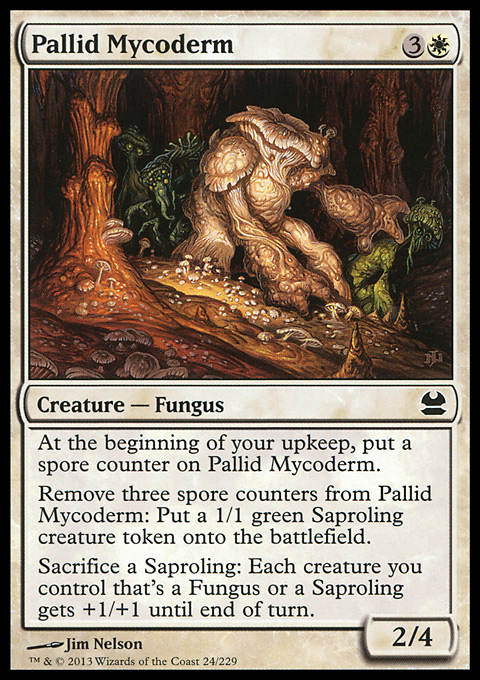 Pallid Mycoderm 3
Creature — Fungus
At the beginning of your upkeep, put a
spore counter on Pallid Mycoderm.
Remove three spore counters from Pallid
Mycoderm: Put a 1/1 green Saproling
creature token onto the battlefield.
Sacrifice a Saproling: Each creature you
control that's a Fungus or a Saproling
gets +1/+1 until end of turn.
Jim Nelson
2/4
™ & © 2013 Wizards of the Coast 24/229